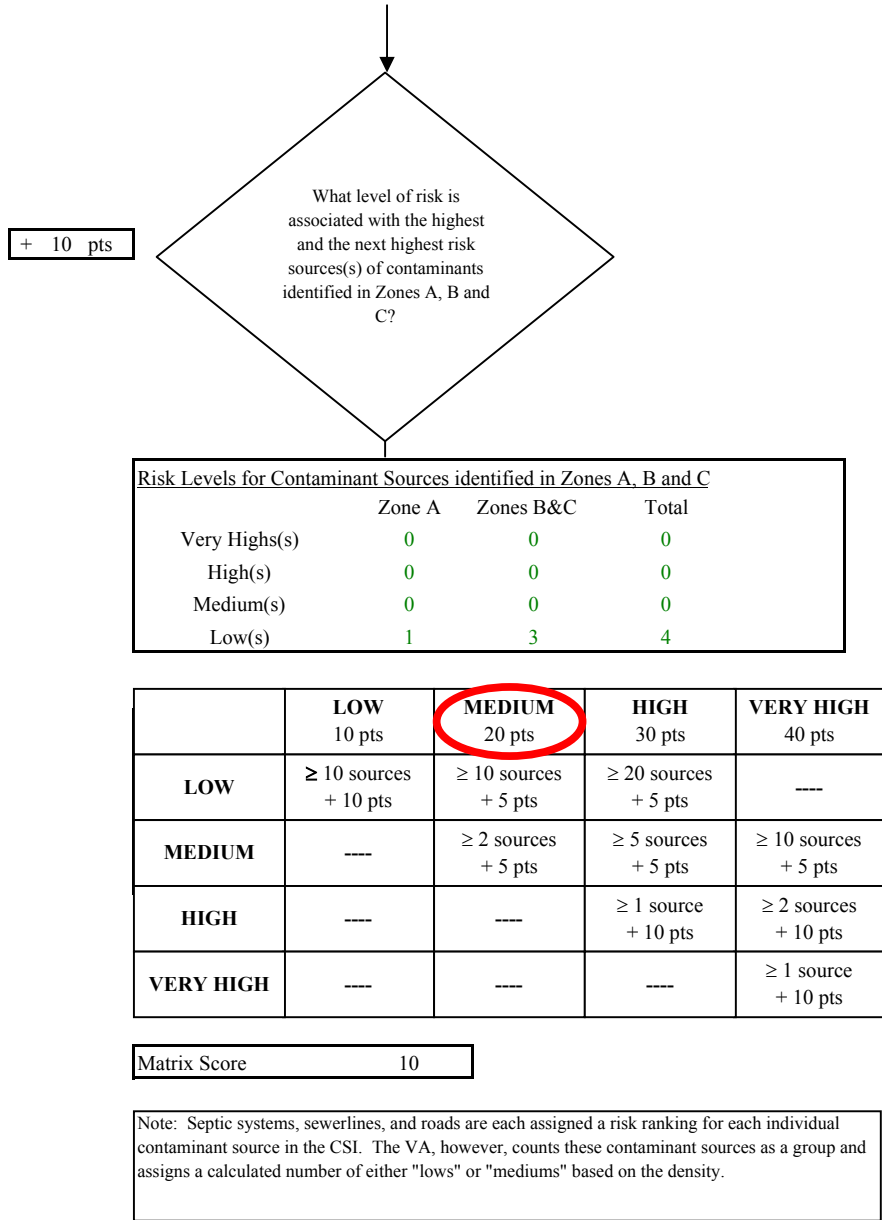 What level of risk is
associated with the highest
and the next highest risk
sources(s) of contaminants
identified in Zones A, B and
C?
+ 10 pts
Risk Levels for Contaminant Sources identified in Zones A, B and C
Zone A Zones B&C Total
Very Highs(s) 0 0 0
High(s) 0 0 0
Medium(s) 0 0 0
Low(s) 1 3 4
LOW MEDIUM HIGH VERY HIGH
10 pts 20 pts 30 pts 40 pts
LOW ≥ 10 sources ≥ 10 sources ≥ 20 sources ----
+ 10 pts + 5 pts + 5 pts
MEDIUM ---- ≥ 2 sources ≥ 5 sources ≥ 10 sources
+ 5 pts + 5 pts + 5 pts
HIGH ---- ---- ≥ 1 source ≥ 2 sources
+ 10 pts + 10 pts
VERY HIGH ---- ---- ---- ≥ 1 source
+ 10 pts
Matrix Score 10
Note: Septic systems, sewerlines, and roads are each assigned a risk ranking for each individual
contaminant source in the CSI. The VA, however, counts these contaminant sources as a group and
assigns a calculated number of either "lows" or "mediums" based on the density.